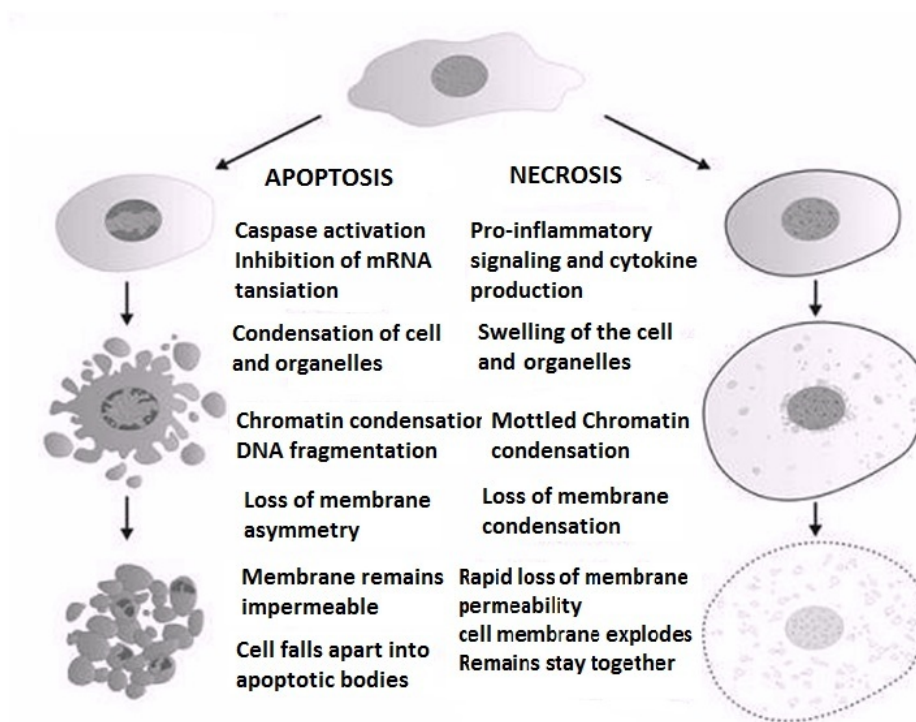 APOPTOSIS
Caspase activation
Inhibition of mRNA
tansiation
Condensation of cell
and organelles
Chromatin condensation
DNA fragmentation
Loss of membrane
asymmetry
Membrane remains
impermeable
Cell falls apart into
apoptotic bodies
NECROSIS
Pro-inflammatory
signaling and cytokine
production
Swelling of the cell
and organelles
Mottled Chromatin
condensation
Loss of membrane
condensation
Rapid loss of membrane
permeability
cell membrane explodes
Remains stay together